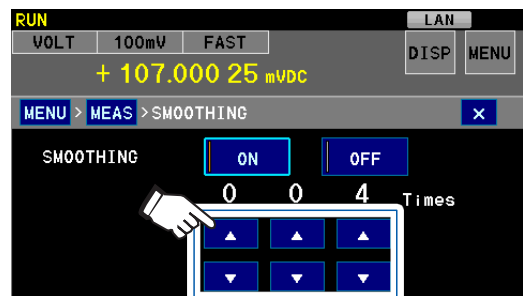 RUN LAN
VOLT 100mV FAST DISP MENU
+ 107.000 25 mVDC
MENU > MEAS > SMOOTHING ×
SMOOTHING ON OFF
0 0 4 Times
▲ ▲ ▲
▼ ▼ ▼